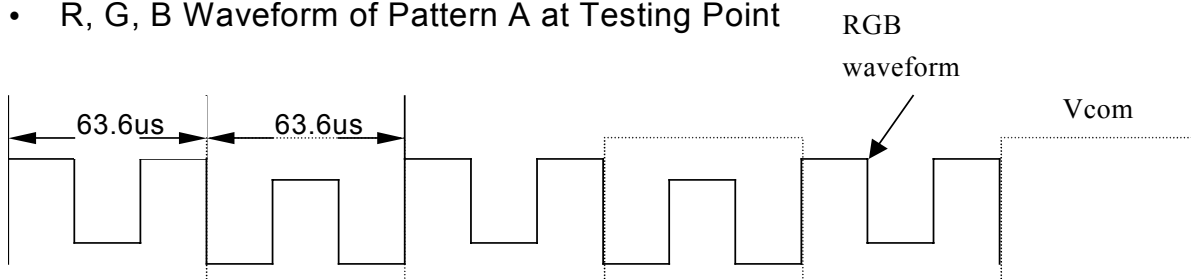 • R, G, B Waveform of Pattern A at Testing Point
RGB
waveform
63.6us
63.6us
Vcom